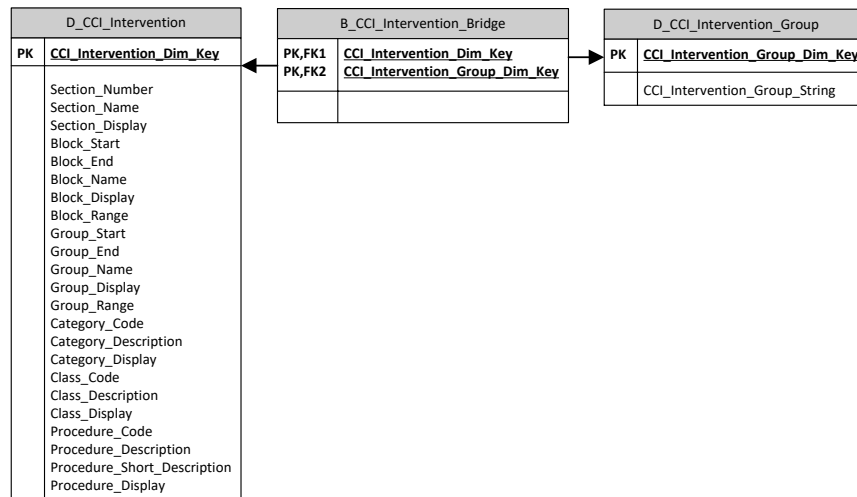 D_CCI_Intervention
PK CCI_Intervention_Dim_Key
Section_Number
Section_Name
Section_Display
Block_Start
Block_End
Block_Name
Block_Display
Block_Range
Group_Start
Group_End
Group_Name
Group_Display
Group_Range
Category_Code
Category_Description
Category_Display
Class_Code
Class_Description
Class_Display
Procedure_Code
Procedure_Description
Procedure_Short_Description
Procedure_Display
B_CCI_Intervention_Bridge
PK,FK1 CCI_Intervention_Dim_Key
PK,FK2 CCI_Intervention_Group_Dim_Key
D_CCI_Intervention_Group
PK CCI_Intervention_Group_Dim_Key
CCI_Intervention_Group_String